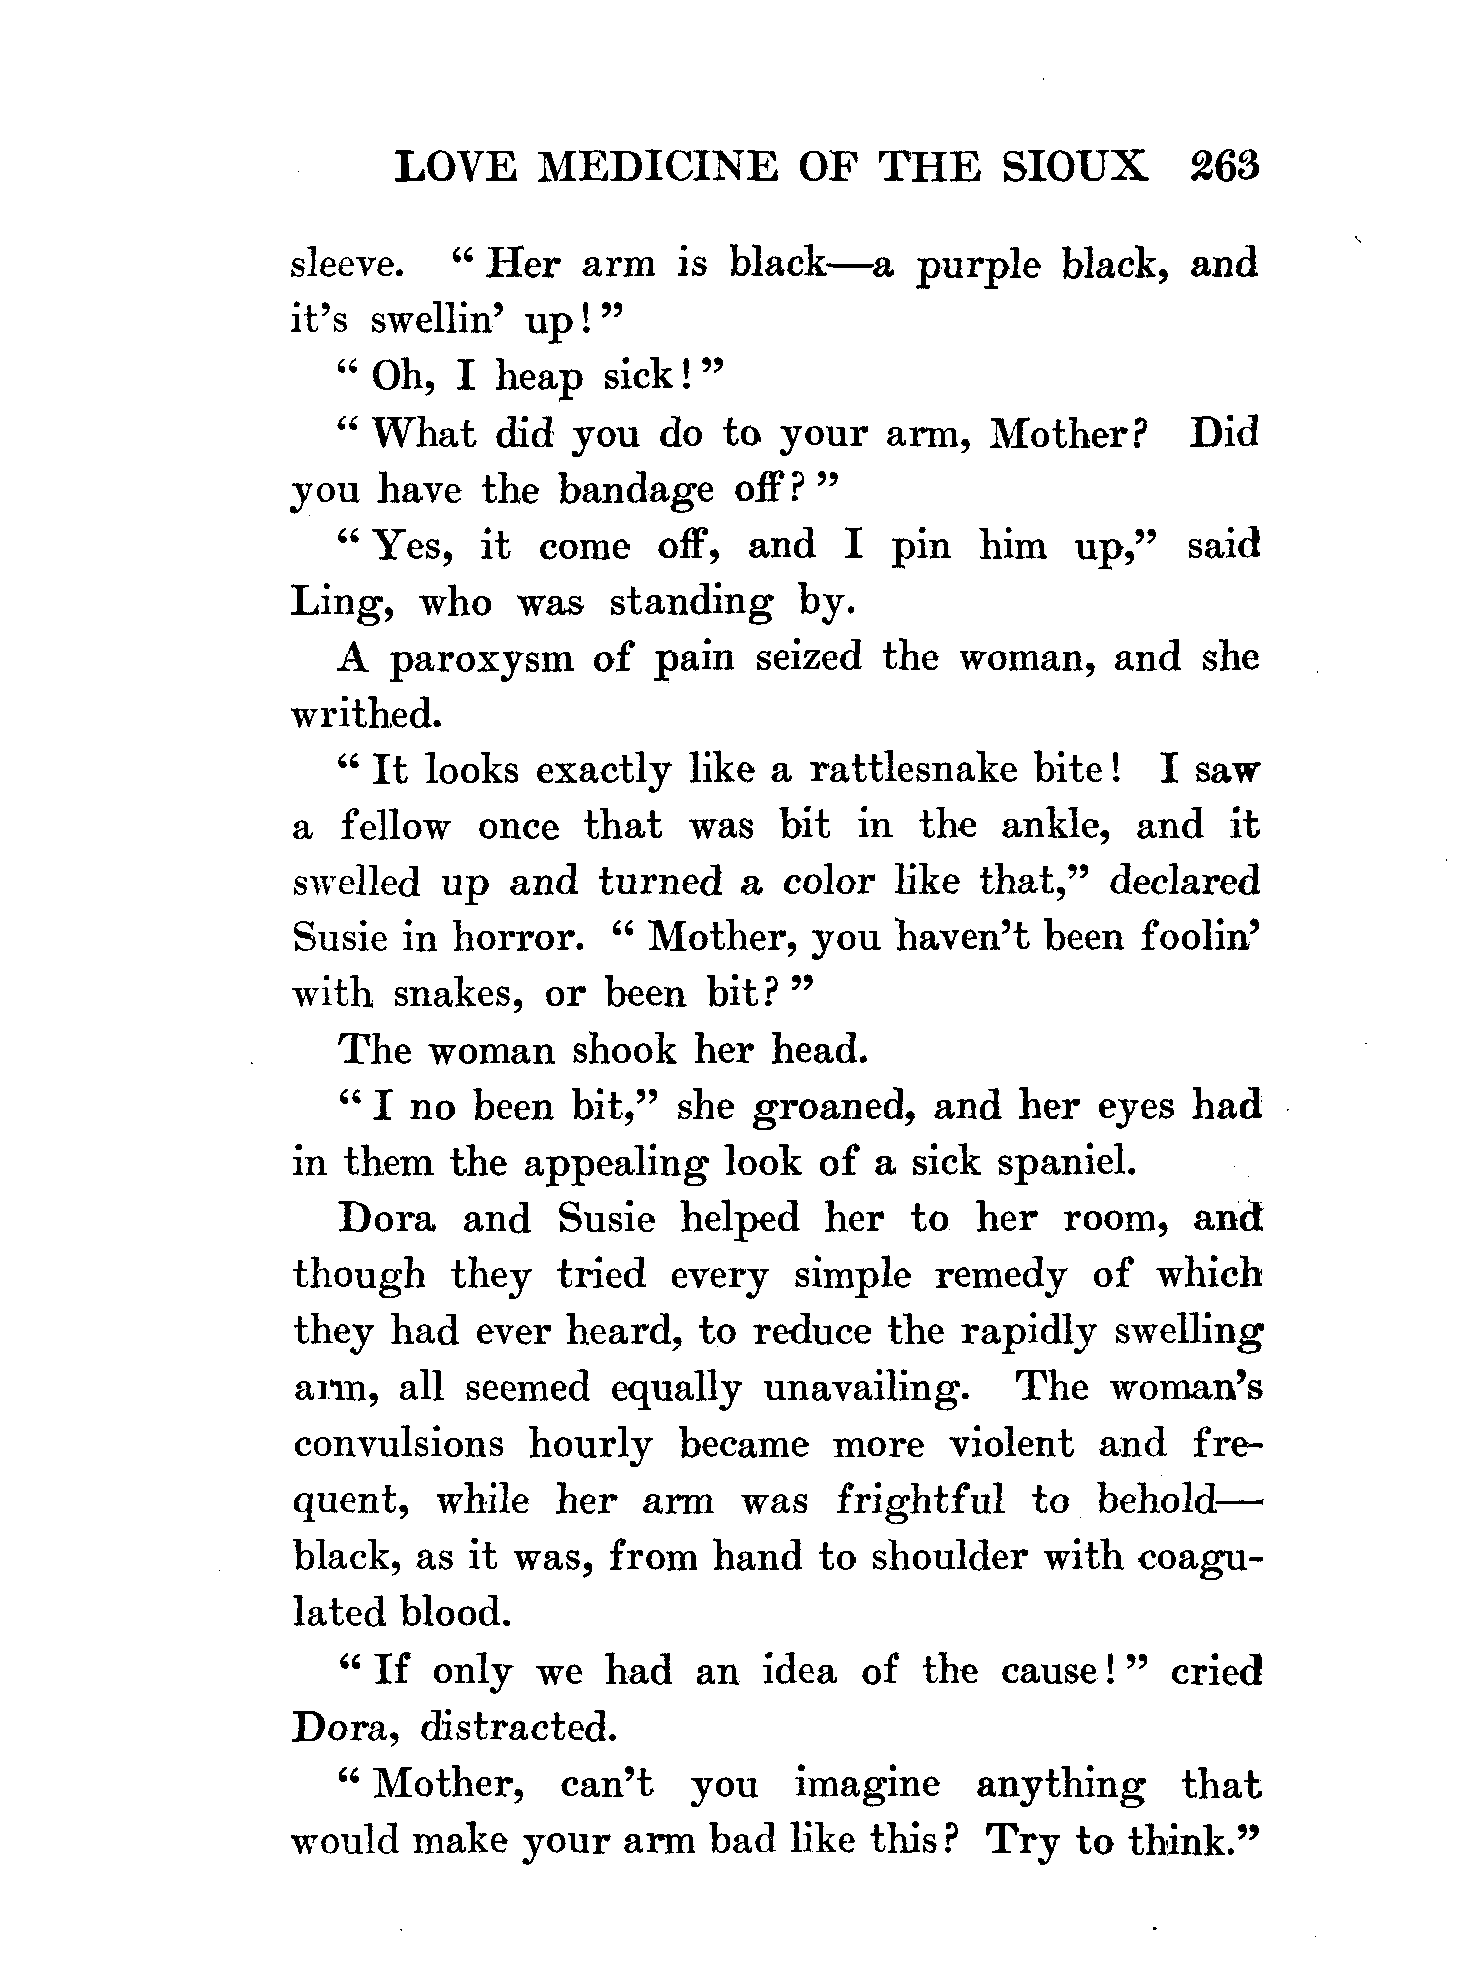 LOVE MEDICINE OF THE SIOUX 263
sleeve. “ Her arm is black—a purple black, and
it’s swellin’ up! ”
“ Oh, I heap sick! ”
“ What did you do to your arm, Mother? Did
you have the bandage off? ”
“ Yes, it come off, and I pin him up,” said
Ling, who was standing by.
A paroxysm of pain seized the woman, and she
writhed.
“ It looks exactly like a rattlesnake bite! I saw
a fellow once that was bit in the ankle, and it
swelled up and turned a color like that,” declared
Susie in horror. “ Mother, you haven’t been foolin’
with snakes, or been bit? ”
The woman shook her head.
“ I no been bit,” she groaned, and her eyes had
in them the appealing look of a sick spaniel.
Dora and Susie helped her to her room, and
though they tried every simple remedy of which
they had ever heard, to reduce the rapidly swelling
arm, all seemed equally unavailing. The woman’s
convulsions hourly became more violent and fre-
quent, while her arm was frightful to behold—
black, as it was, from hand to shoulder with coagu-
lated blood.
“ If only we had an idea of the cause! ” cried
Dora, distracted.
“ Mother, can’t you imagine anything that
would make your arm bad like this? Try to think.”